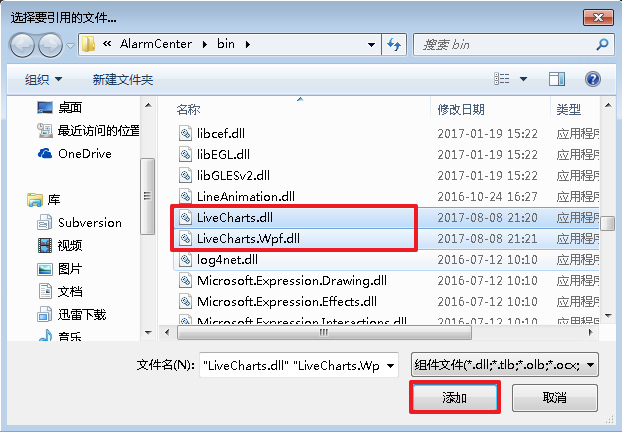 选择要引用的文件...
« AlarmCenter bin
搜索 bin
组织 新建文件夹
桌面
最近访问的位置
OneDrive
库
Subversion
视频
图片
文档
迅雷下载
音乐
名称 修改日期 类型
libcef.dll 2017-01-19 15:22 应用程序
libEGL.dll 2017-01-19 15:22 应用程序
libGLESv2.dll 2017-01-19 15:22 应用程序
LineAnimation.dll 2016-10-24 16:27 应用程序
LiveCharts.dll 2017-08-08 21:20 应用程序
LiveCharts.Wpf.dll 2017-08-08 21:21 应用程序
log4net.dll 2016-07-12 10:10 应用程序
Microsoft.Expression.Drawing.dll 2016-07-12 10:10 应用程序
Microsoft.Expression.Effects.dll 2016-07-12 10:10 应用程序
Microsoft.Expression.Interactions.dll 2016-07-12 10:10 应用程序
文件名(N): "LiveCharts.dll" "LiveCharts.Wp
组件文件(*.dll;*.tlb;*.olb;*.ocx;
添加 取消